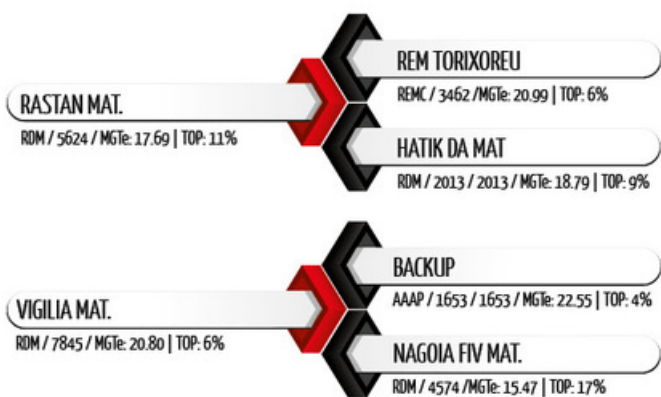 REM TORIXOREU
REMC / 3462 /MGTe: 20.99 | TOP: 6%
RASTAN MAT.
RDM / 5624 / MGTe: 17.69 | TOP: 11%
HATIK DA MAT
RDM / 2013 / 2013 / MGTe: 18.79 | TOP: 9%
BACKUP
AAAP / 1653 / 1653 / MGTe: 22.55 | TOP: 4%
VIGILIA MAT.
RDM / 7845 / MGTe: 20.80 | TOP: 6%
NAGOIA FIV MAT.
RDM / 4574 /MGTe: 15.47 | TOP: 17%